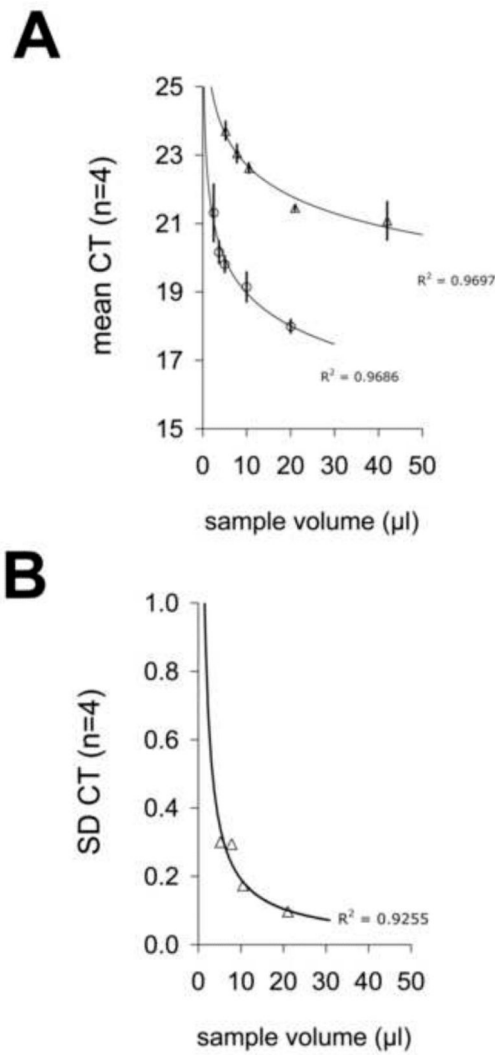 A
25
23
21
19
17
15
mean CT (n=4)
R² = 0.9697
R² = 0.9686
0 10 20 30 40 50
sample volume (µl)
B
1.0
0.8
0.6
0.4
0.2
0.0
SD CT (n=4)
R² = 0.9255
0 10 20 30 40 50
sample volume (µl)